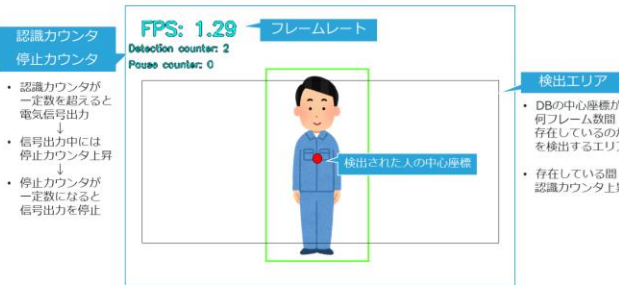 認識カウンタ
停止カウンタ
• 認識カウンタが
一定数を超えると
電気信号出力
↓
• 信号出力中には
停止カウンタ上昇
↓
• 停止カウンタが
一定数になると
信号出力を停止
FPS: 1.29
フレームレート
Detection counter: 2
Pause counter: 0
検出された人の中心座標
検出エリア
• DBの中心座標が
何フレーム数間
存在しているのか
を検出するエリア
• 存在している間
認識カウンタ上昇